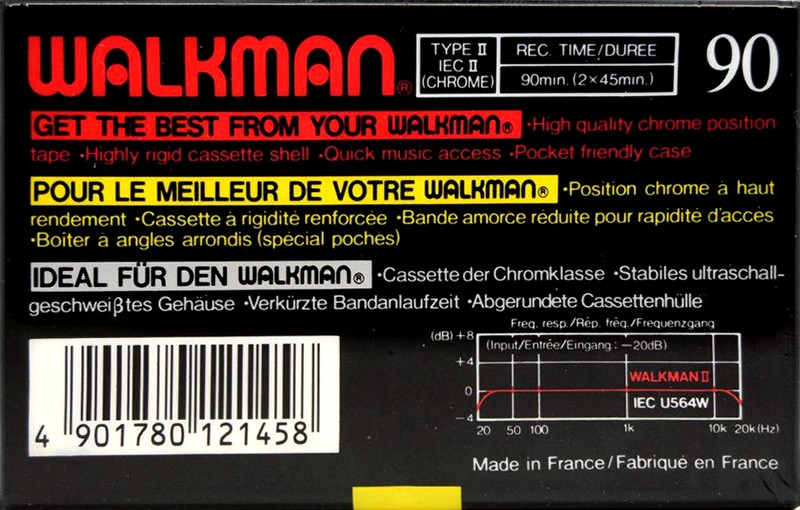 WALKMAN®
TYPE II
IEC II
(CHROME)
REC. TIME/DUREE
90min. (2×45min.)
90
GET THE BEST FROM YOUR WALKMAN® •High quality chrome position
tape •Highly rigid cassette shell •Quick music access •Pocket friendly case
POUR LE MEILLEUR DE VOTRE WALKMAN® •Position chrome à haut
rendement •Cassette à rigidité renforcée •Bande amorce réduite pour rapidité d'accès
•Boîter à angles arrondis (spécial poches)
IDEAL FÜR DEN WALKMAN® •Cassette der Chromklasse •Stabiles ultraschall-
geschweißtes Gehäuse •Verkürzte Bandanlaufzeit •Abgerundete Cassettenhülle
Freq. resp./Rép. fréq./Frequenzgang
(dB) +8
(Input/Entrée/Eingang: −20dB)
+4
WALKMAN II
0
IEC U564W
−4
20 50 100 1k 10k 20k (Hz)
4 901780 121458
Made in France/Fabriqué en France